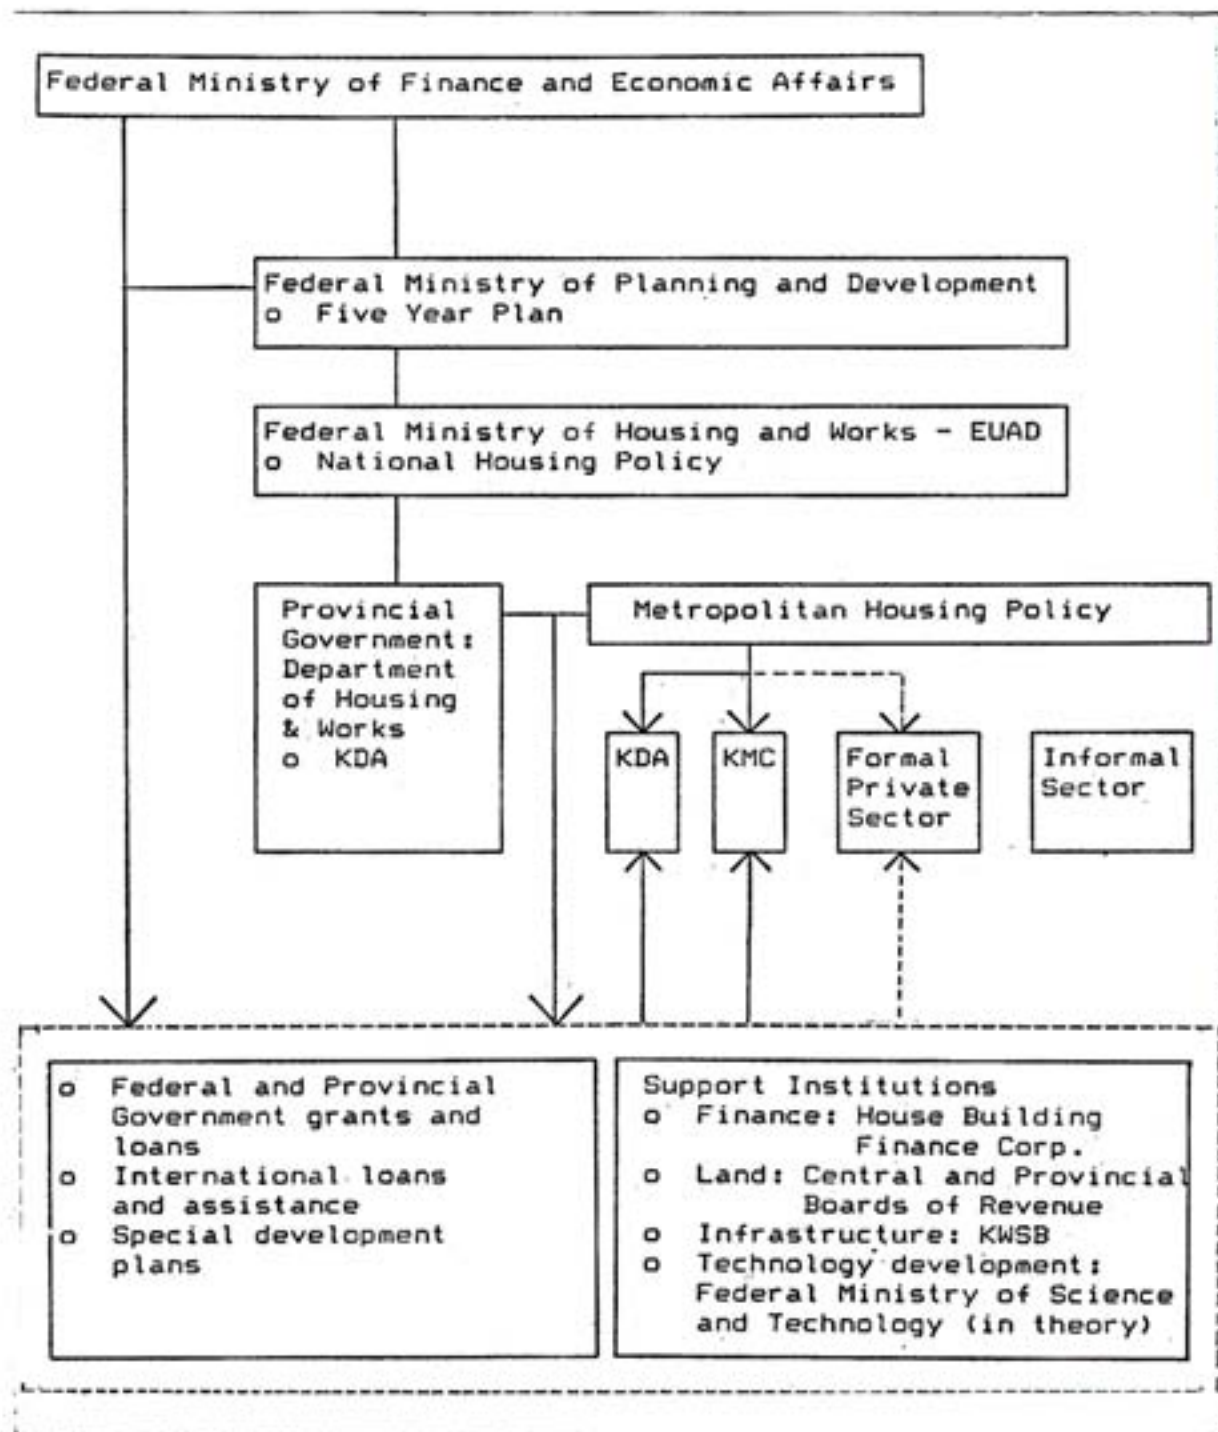 Federal Ministry of Finance and Economic Affairs
Federal Ministry of Planning and Development
o Five Year Plan
Federal Ministry of Housing and Works - EUAD
o National Housing Policy
Provincial
Government:
Department
of Housing
& Works
o KDA
Metropolitan Housing Policy
KDA
KMC
Formal
Private
Sector
Informal
Sector
o Federal and Provincial
Government grants and
loans
o International loans
and assistance
o Special development
plans
Support Institutions
o Finance: House Building
Finance Corp.
o Land: Central and Provincial
Boards of Revenue
o Infrastructure: KWSB
o Technology development:
Federal Ministry of Science
and Technology (in theory)